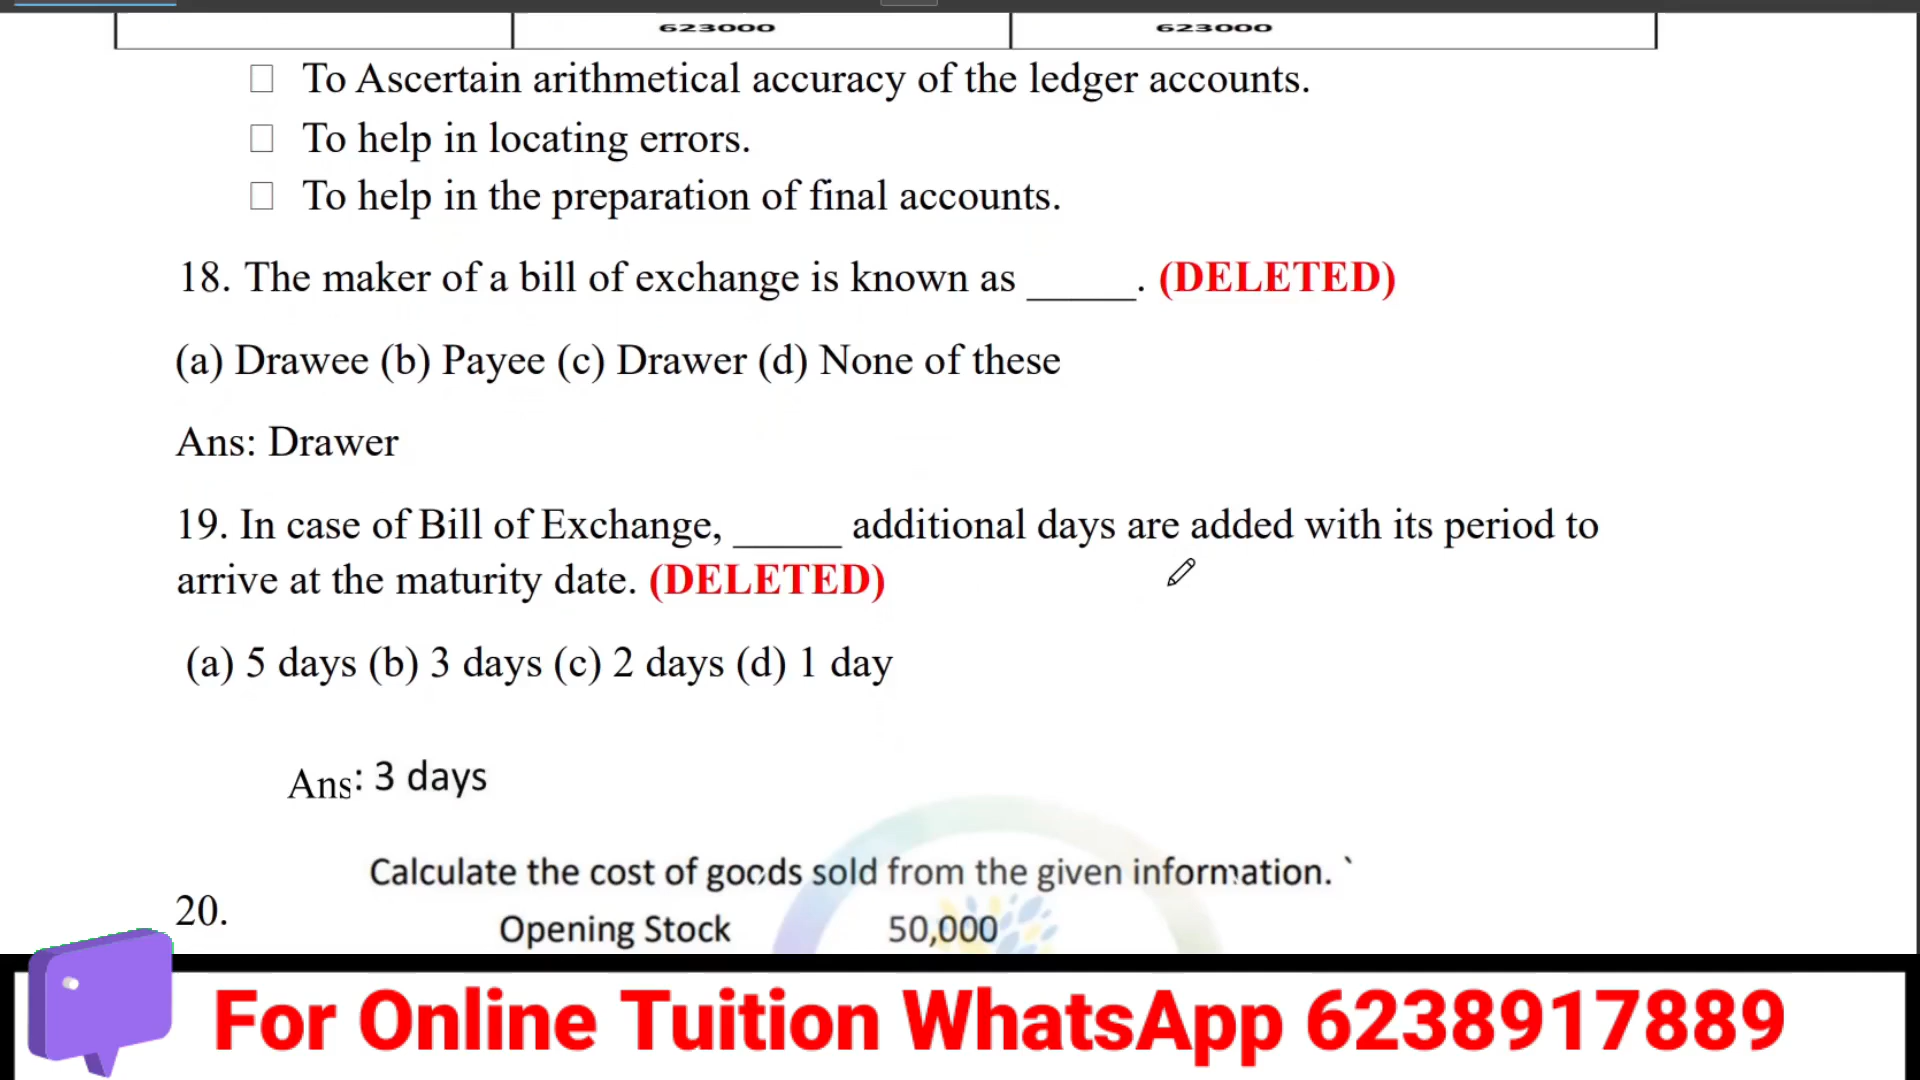 623000 623000
To Ascertain arithmetical accuracy of the ledger accounts.
To help in locating errors.
To help in the preparation of final accounts.
18. The maker of a bill of exchange is known as _____. (DELETED)
(a) Drawee (b) Payee (c) Drawer (d) None of these
Ans: Drawer
19. In case of Bill of Exchange, _____ additional days are added with its period to
arrive at the maturity date. (DELETED)
(a) 5 days (b) 3 days (c) 2 days (d) 1 day
Ans: 3 days
Calculate the cost of goods sold from the given information. `
20.
Opening Stock 50,000
For Online Tuition WhatsApp 6238917889